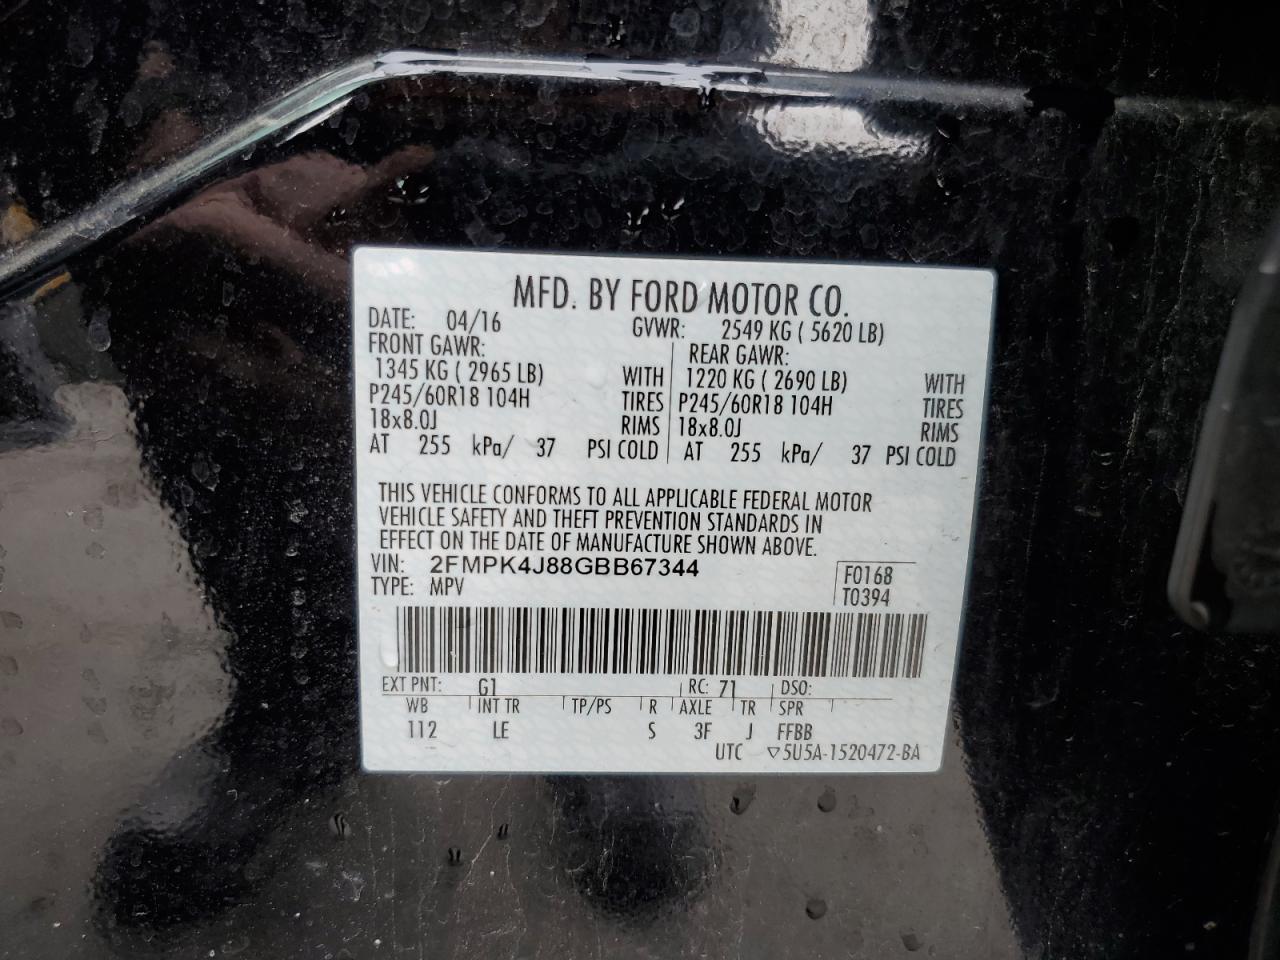 MFD. BY FORD MOTOR CO.
DATE: 04/16 GVWR: 2549 KG ( 5620 LB)
FRONT GAWR: REAR GAWR:
1345 KG ( 2965 LB) WITH 1220 KG ( 2690 LB) WITH
P245/60R18 104H TIRES P245/60R18 104H TIRES
18x8.0J RIMS 18x8.0J RIMS
AT 255 kPa/ 37 PSI COLD AT 255 kPa/ 37 PSI COLD
THIS VEHICLE CONFORMS TO ALL APPLICABLE FEDERAL MOTOR
VEHICLE SAFETY AND THEFT PREVENTION STANDARDS IN
EFFECT ON THE DATE OF MANUFACTURE SHOWN ABOVE.
VIN: 2FMPK4J88GBB67344 F0168
TYPE: MPV T0394
EXT PNT: G1 RC: 71 DSO:
WB INT TR TP/PS R AXLE TR SPR
112 LE S 3F J FFBB
UTC ▽5U5A-1520472-BA